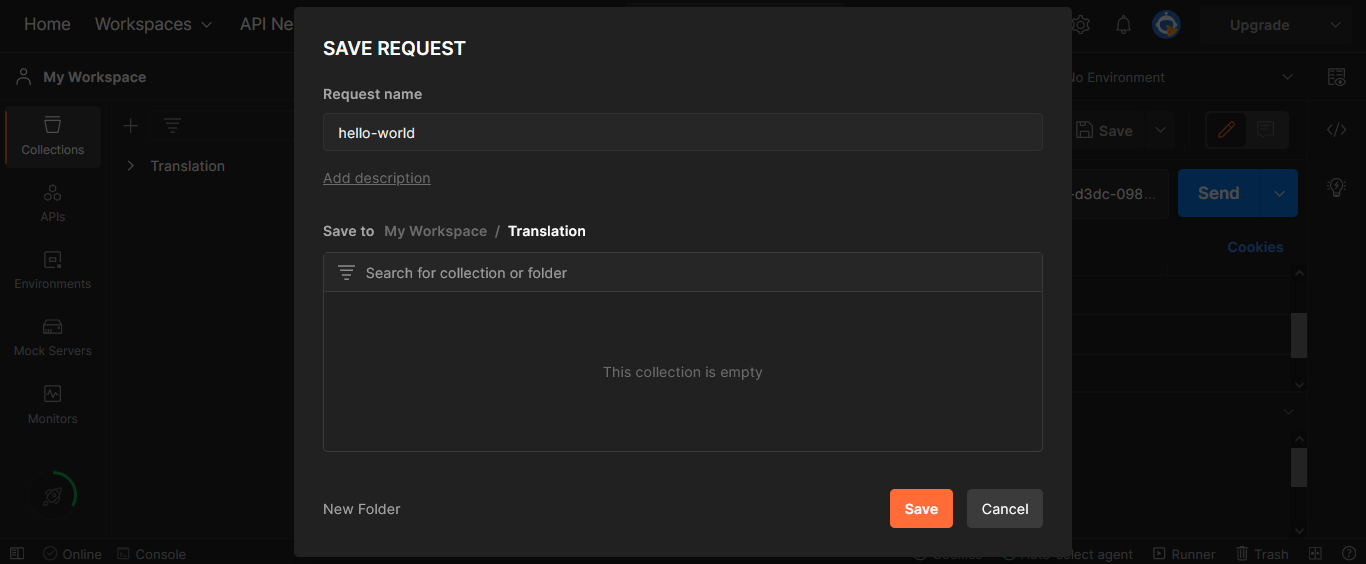 Home Workspaces API Ne
Upgrade
SAVE REQUEST
My Workspace
No Environment
Request name
hello-world
Save
Collections
Translation
Add description
-d3dc-098...
Send
APIs
Save to My Workspace / Translation
Cookies
Search for collection or folder
Environments
Mock Servers
This collection is empty
Monitors
New Folder
Save Cancel
Online Console
Cookies Auto-select agent Runner Trash